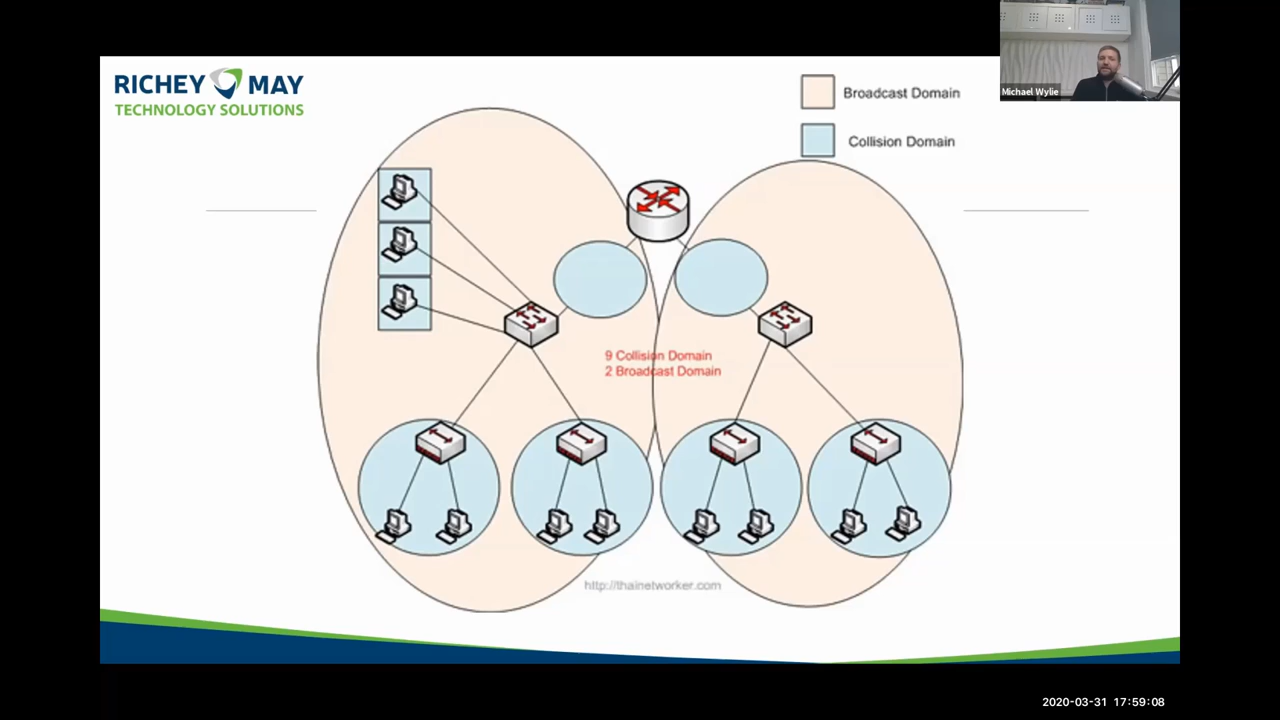 RICHEY MAY
TECHNOLOGY SOLUTIONS
Broadcast Domain
Collision Domain
Michael Wylie
9 Collision Domain
2 Broadcast Domain
http://thainetworker.com
2020-03-31 17:59:08